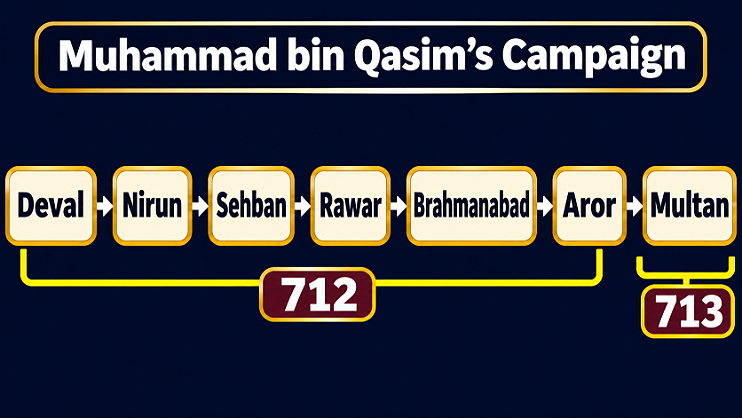 Muhammad bin Qasim's Campaign
Deval
Nirun
Sehban
Rawar
Brahmanabad
Aror
Multan
712
713